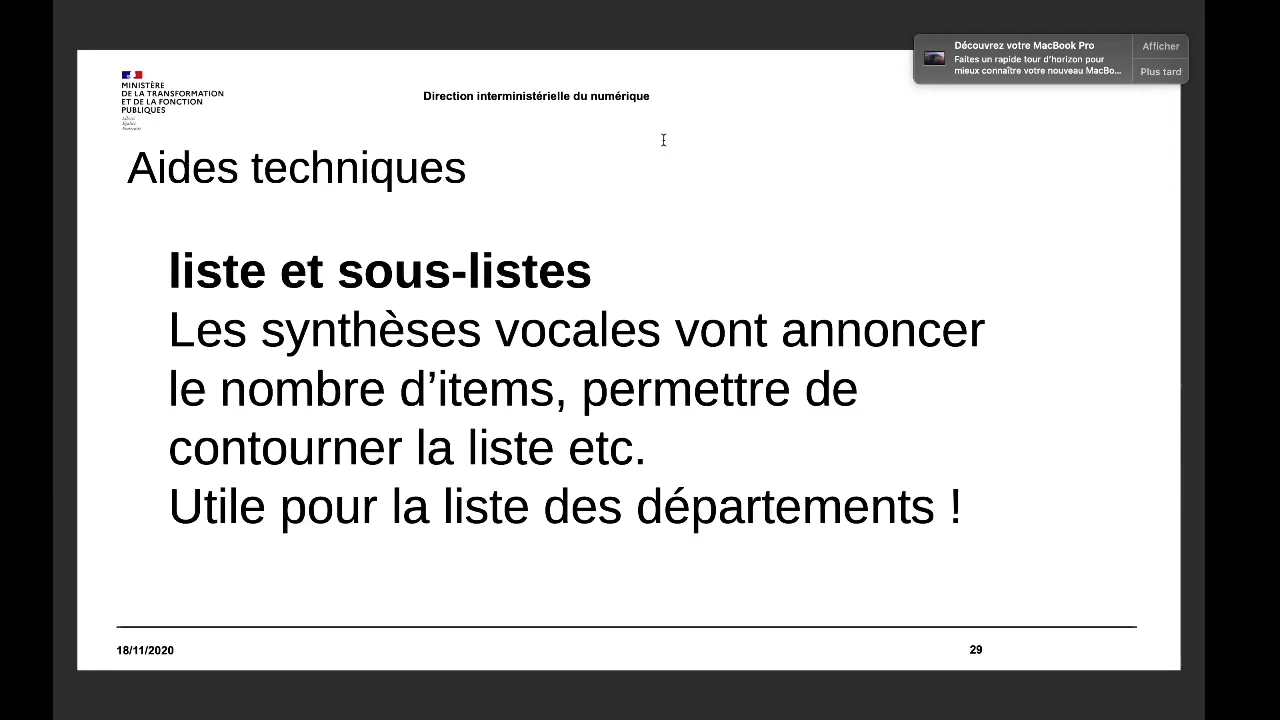 Découvrez votre MacBook Pro
Faites un rapide tour d'horizon pour
mieux connaître votre nouveau MacBo...
Afficher
Plus tard
MINISTÈRE
DE LA TRANSFORMATION
ET DE LA FONCTION
PUBLIQUES
Liberté
Égalité
Fraternité
Direction interministérielle du numérique
Aides techniques
liste et sous-listes
Les synthèses vocales vont annoncer
le nombre d’items, permettre de
contourner la liste etc.
Utile pour la liste des départements !
18/11/2020
29